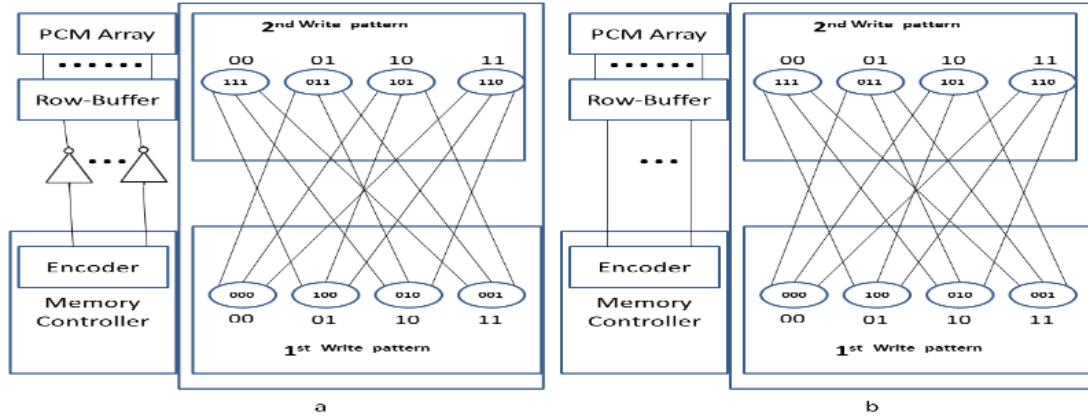 PCM Array
Row-Buffer
Encoder
Memory
Controller
2nd Write pattern
00 01 10 11
111 011 101 110
000 100 010 001
00 01 10 11
1st Write pattern
a
PCM Array
Row-Buffer
Encoder
Memory
Controller
2nd Write pattern
00 01 10 11
111 011 101 110
000 100 010 001
00 01 10 11
1st Write pattern
b